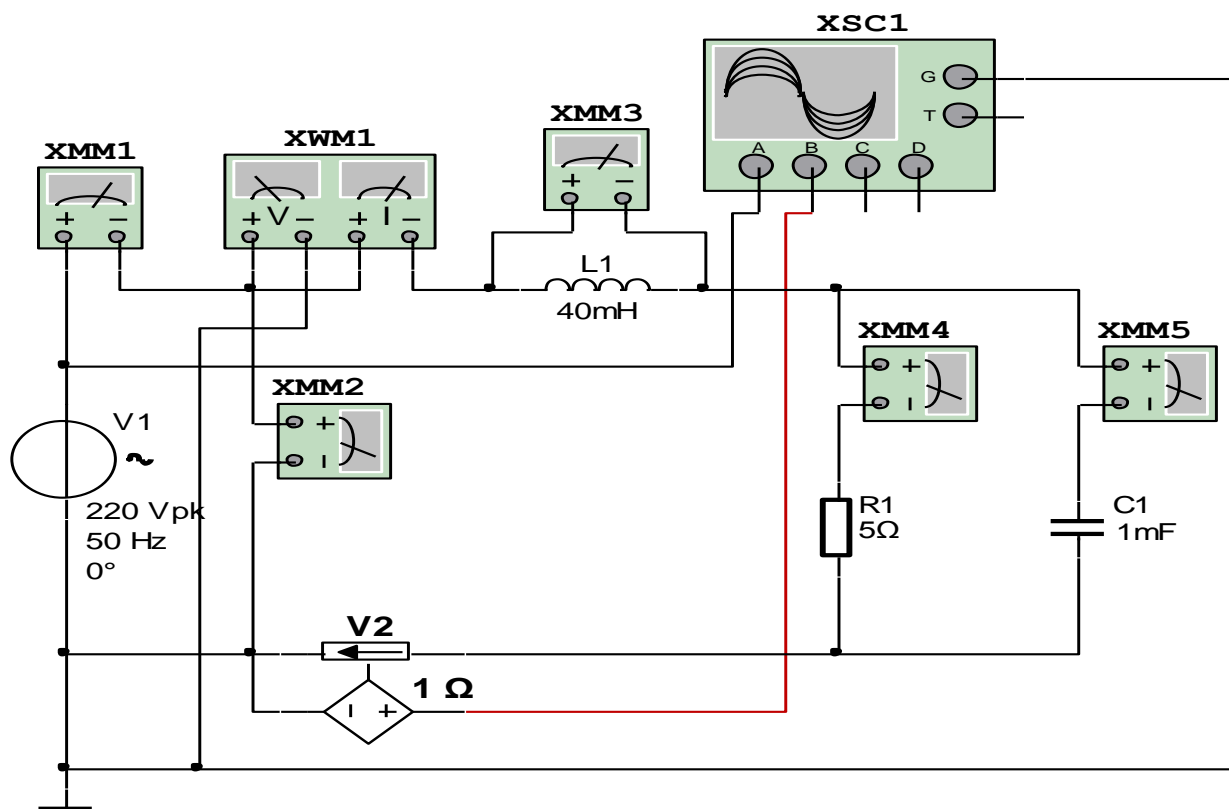 XSC1
G
T
A B C D
XMM3
+ −
XMM1
+ −
XWM1
+ V − + I −
L1
40mH
XMM4
+
−
XMM5
+
−
XMM2
+
−
V1
~
220 Vpk
50 Hz
0°
R1
5Ω
C1
1mF
V2
1 Ω
− +